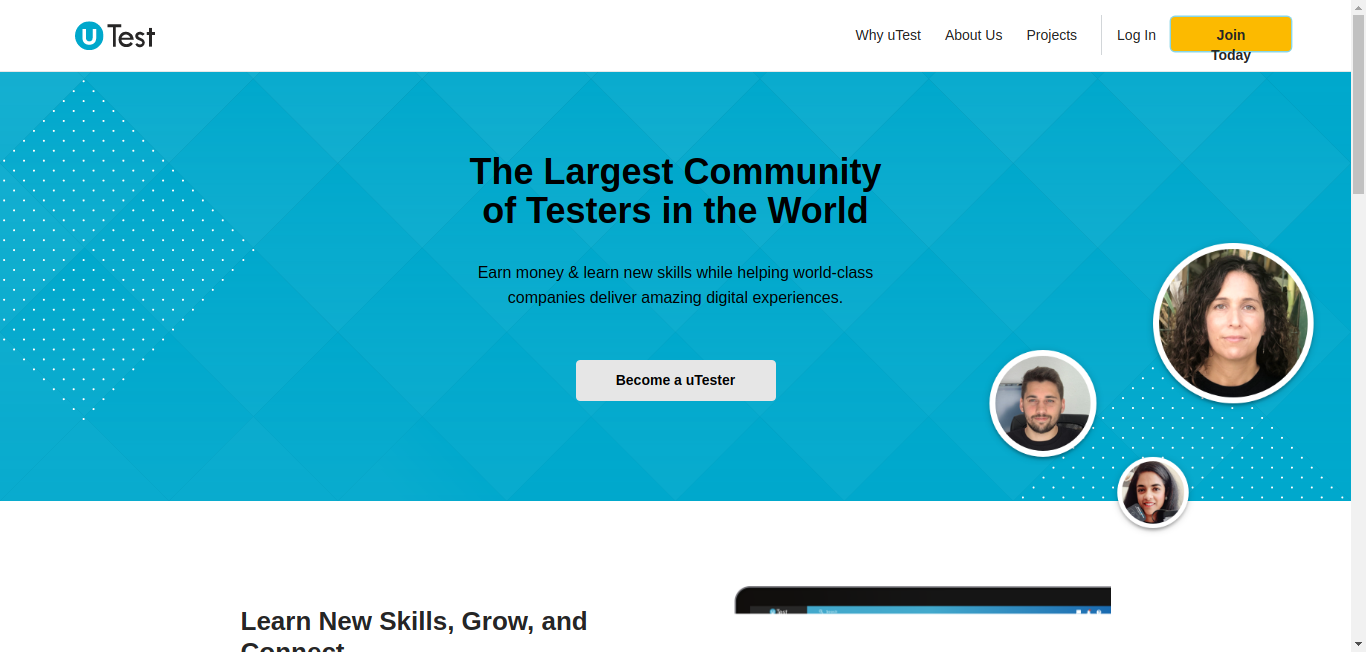 uTest
Why uTest
About Us
Projects
Log In
Join
Today
The Largest Community
of Testers in the World
Earn money & learn new skills while helping world-class
companies deliver amazing digital experiences.
Become a uTester
Learn New Skills, Grow, and
Connect
uTest